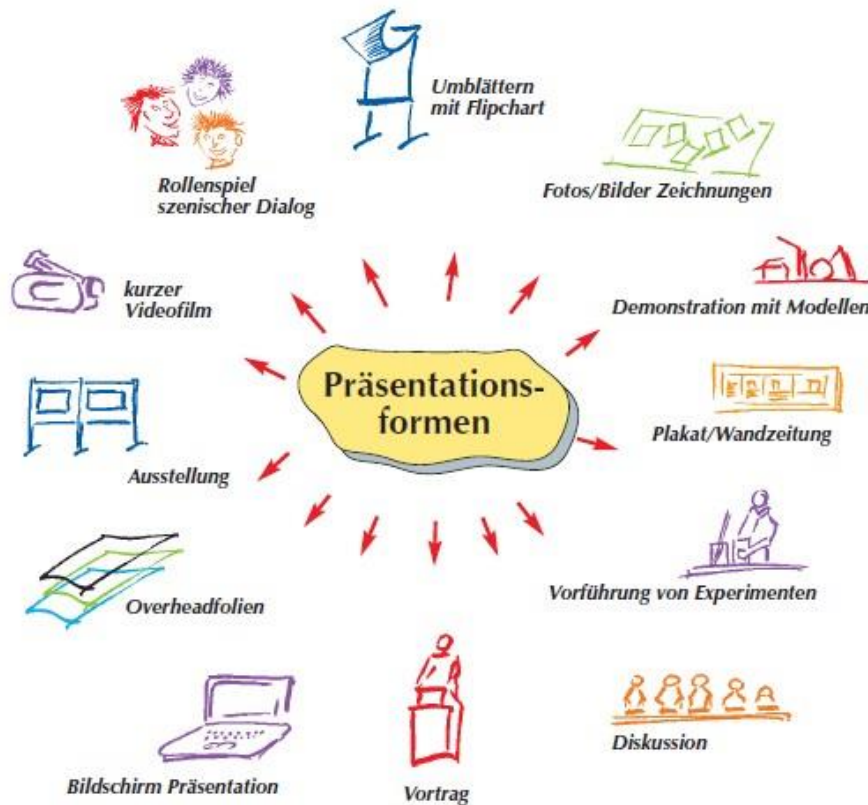 Umblättern
mit Flipchart
Rollenspiel
szenischer Dialog
Fotos/Bilder Zeichnungen
kurzer
Videofilm
Demonstration mit Modellen
Präsentations-
formen
Plakat/Wandzeitung
Ausstellung
Vorführung von Experimenten
Overheadfolien
Diskussion
Bildschirm Präsentation
Vortrag